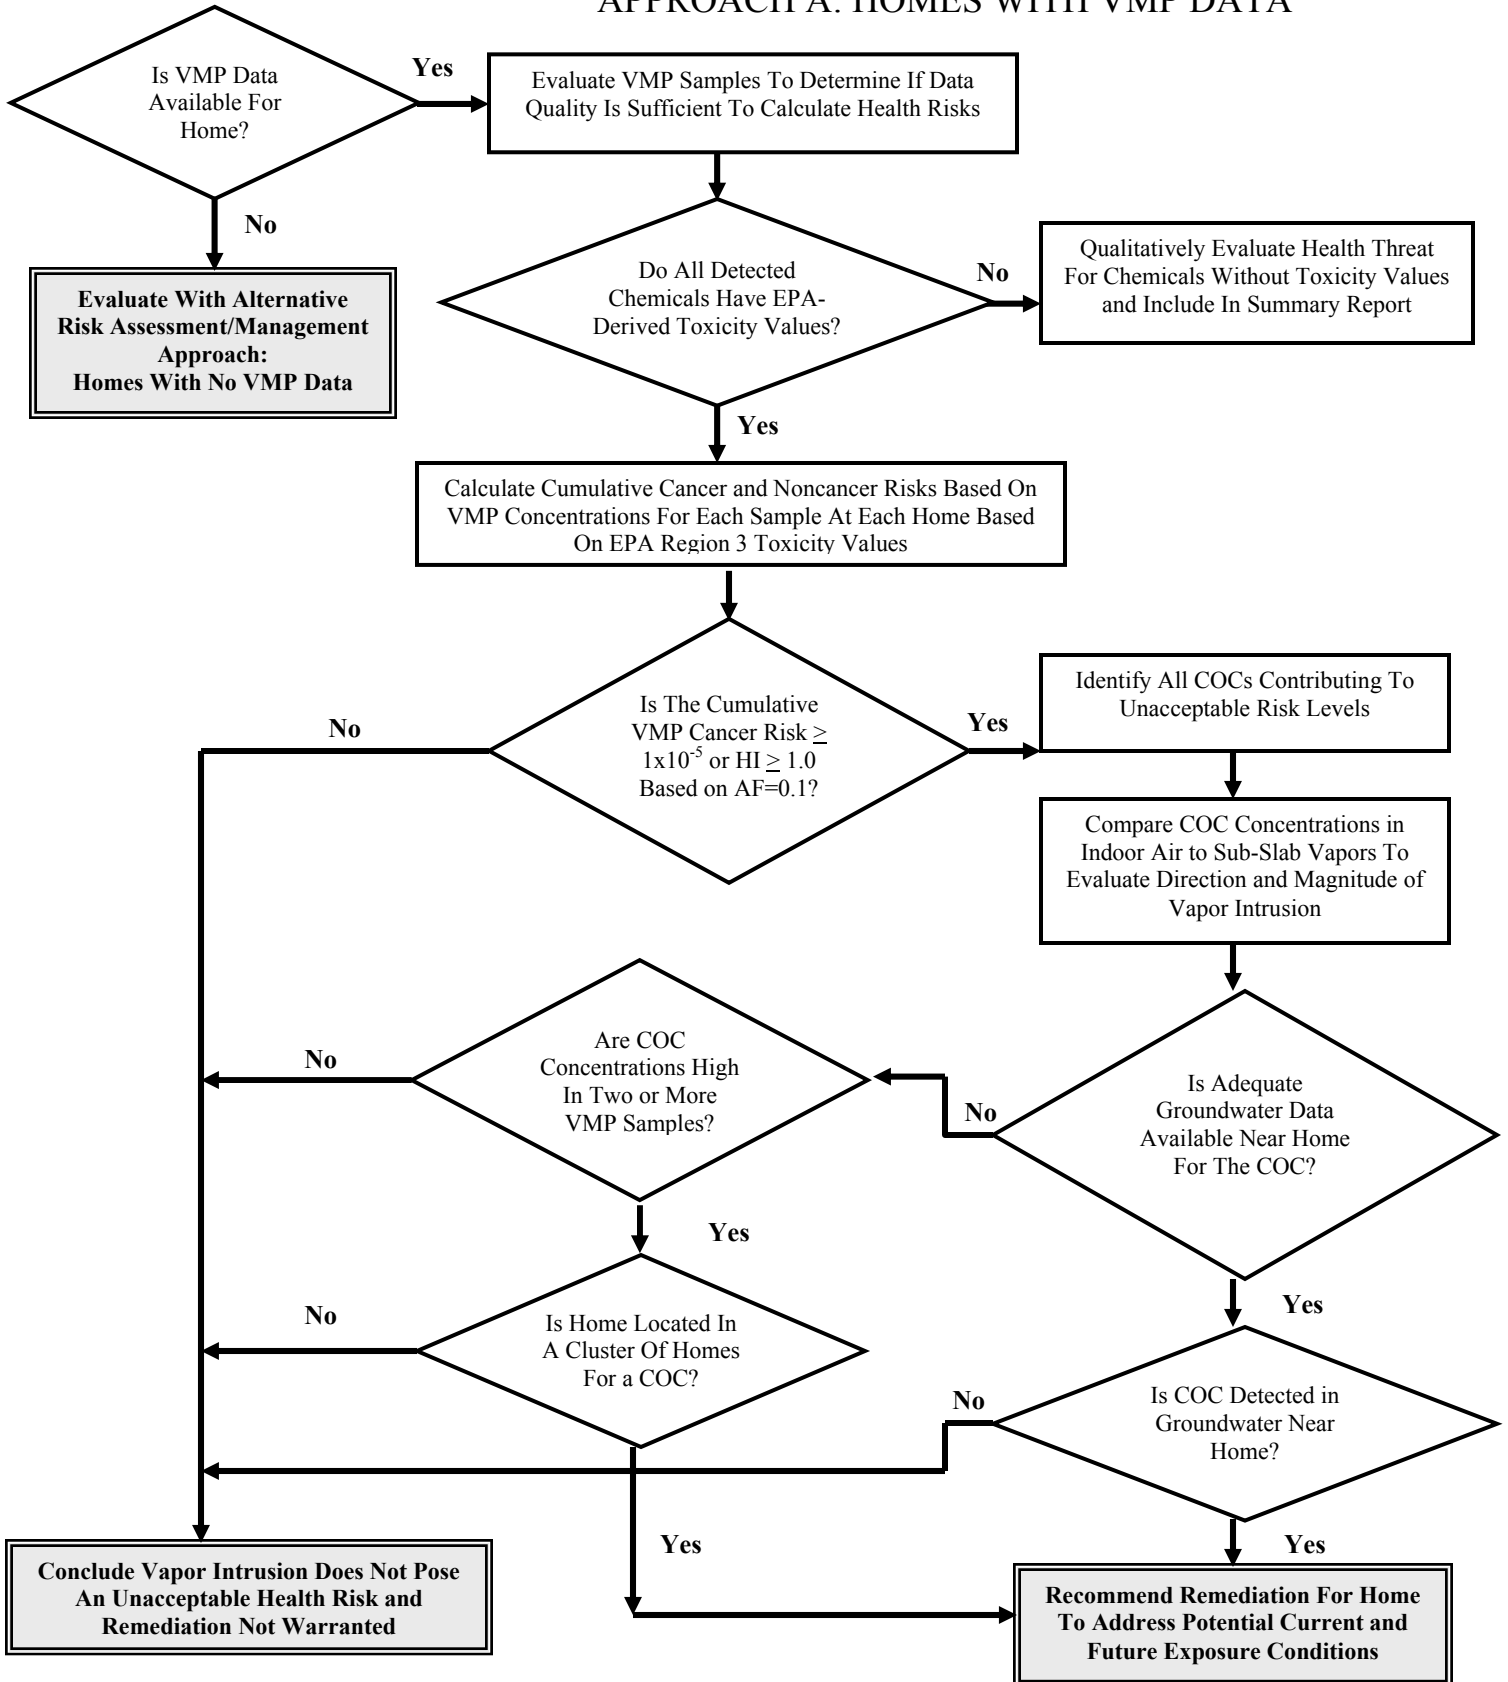 APPROACH A: HOMES WITH VMP DATA
Is VMP Data
Available For
Home?
Yes
Evaluate VMP Samples To Determine If Data
Quality Is Sufficient To Calculate Health Risks
No
Evaluate With Alternative
Risk Assessment/Management
Approach:
Homes With No VMP Data
Do All Detected
Chemicals Have EPA-
Derived Toxicity Values?
No
Qualitatively Evaluate Health Threat
For Chemicals Without Toxicity Values
and Include In Summary Report
Yes
Calculate Cumulative Cancer and Noncancer Risks Based On
VMP Concentrations For Each Sample At Each Home Based
On EPA Region 3 Toxicity Values
Is The Cumulative
VMP Cancer Risk ≥
1x10⁻⁵ or HI ≥ 1.0
Based on AF=0.1?
No
Yes
Identify All COCs Contributing To
Unacceptable Risk Levels
Compare COC Concentrations in
Indoor Air to Sub-Slab Vapors To
Evaluate Direction and Magnitude of
Vapor Intrusion
Is Adequate
Groundwater Data
Available Near Home
For The COC?
No
Are COC
Concentrations High
In Two or More
VMP Samples?
No
Yes
Is Home Located In
A Cluster Of Homes
For a COC?
No
Yes
Yes
Is COC Detected in
Groundwater Near
Home?
No
Yes
Conclude Vapor Intrusion Does Not Pose
An Unacceptable Health Risk and
Remediation Not Warranted
Recommend Remediation For Home
To Address Potential Current and
Future Exposure Conditions